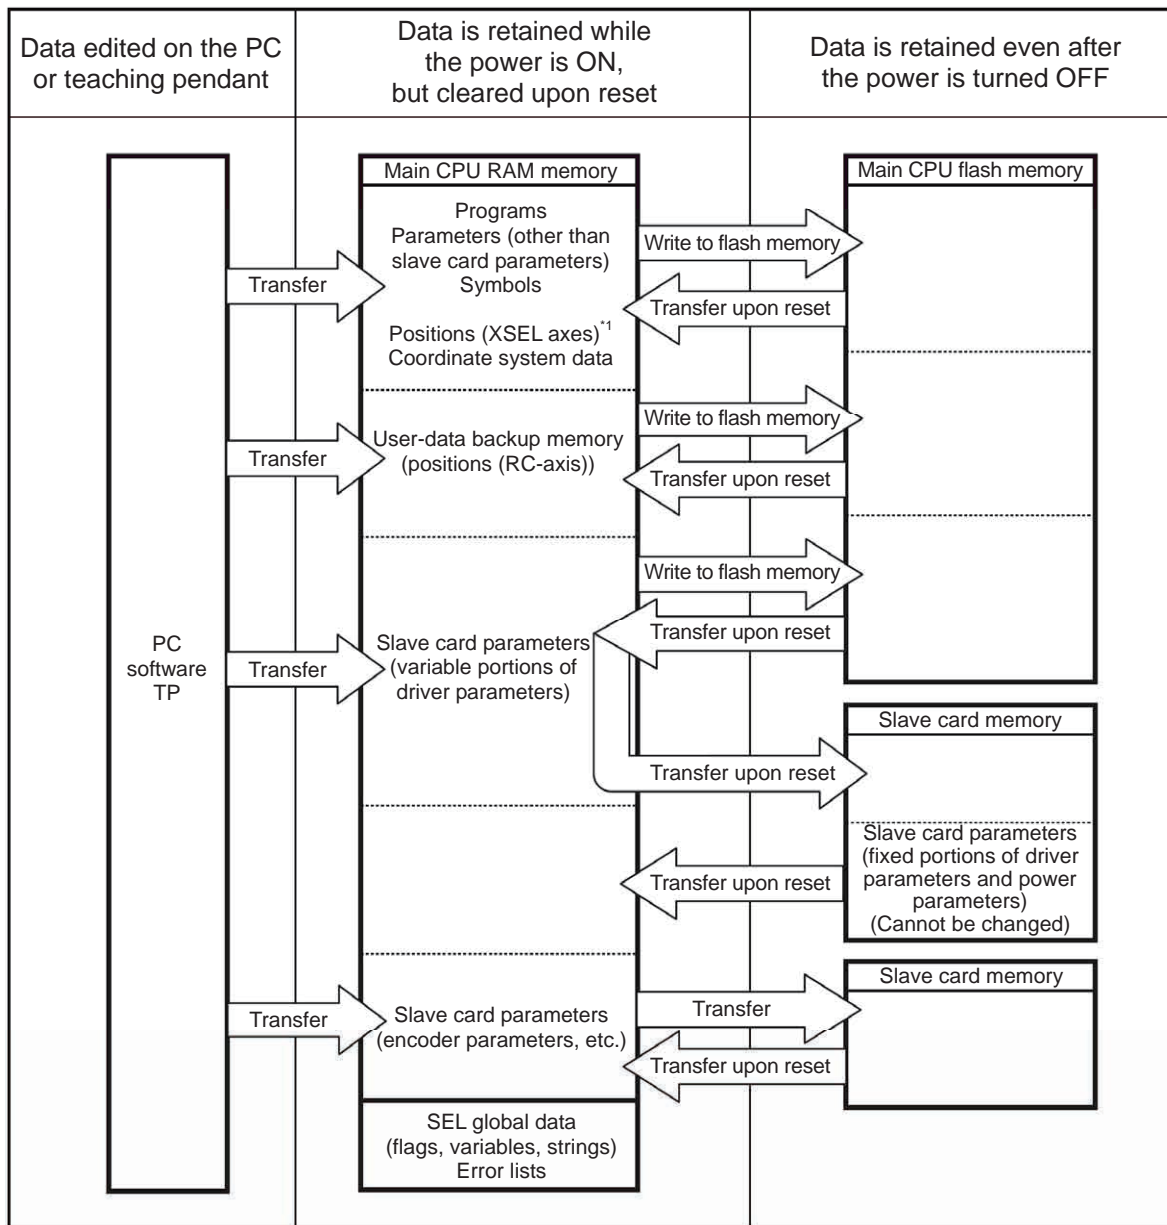 Data edited on the PC
or teaching pendant
Data is retained while
the power is ON,
but cleared upon reset
Data is retained even after
the power is turned OFF
PC
software
TP
Main CPU RAM memory
Main CPU flash memory
Programs
Parameters (other than
slave card parameters)
Symbols
Positions (XSEL axes)*1
Coordinate system data
Transfer
Write to flash memory
Transfer upon reset
User-data backup memory
(positions (RC-axis))
Transfer
Write to flash memory
Transfer upon reset
Write to flash memory
Transfer upon reset
Slave card parameters
(variable portions of
driver parameters)
Transfer
Slave card memory
Transfer upon reset
Slave card parameters
(fixed portions of driver
parameters and power
parameters)
(Cannot be changed)
Transfer upon reset
Slave card memory
Transfer
Slave card parameters
(encoder parameters, etc.)
Transfer
Transfer upon reset
SEL global data
(flags, variables, strings)
Error lists